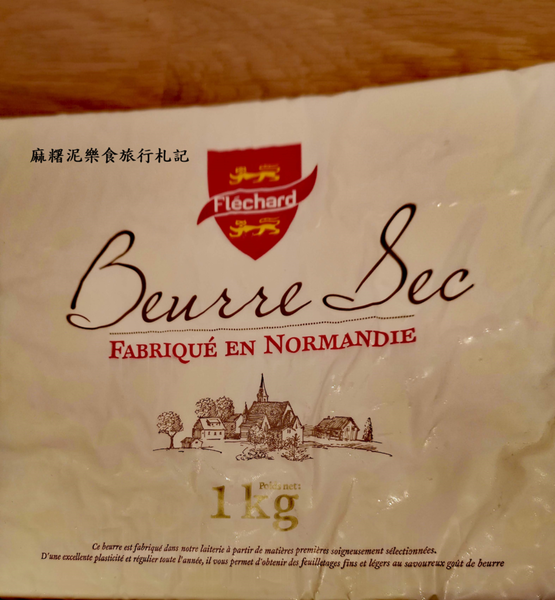 麻糬泥樂食旅行札記
Fléchard
Beurre Sec
FABRIQUÉ EN NORMANDIE
Poids net:
1 kg
Ce beurre est fabriqué dans notre laiterie à partir de matières premières soigneusement sélectionnées.
D'une excellente plasticité et régulier toute l'année, il vous permet d'obtenir des feuilletages fins et légers au savoureux goût de beurre